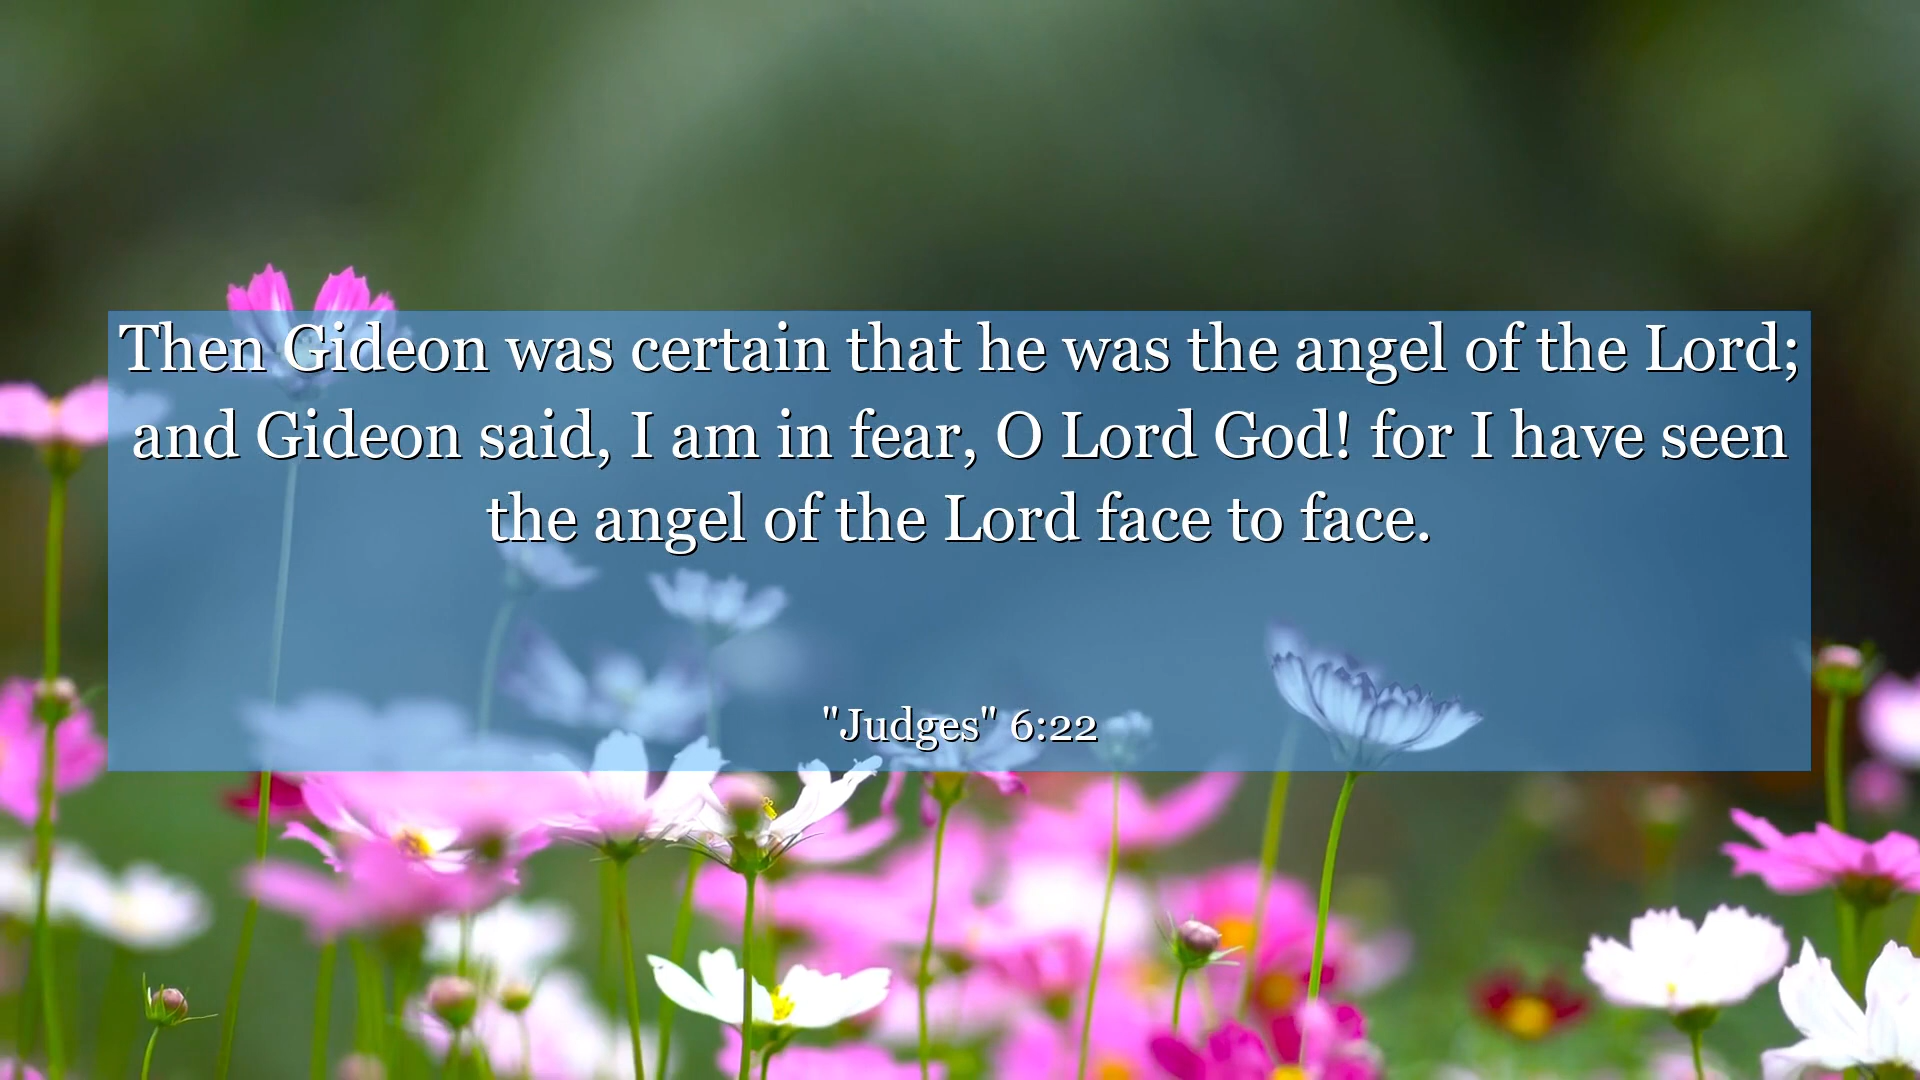 Then Gideon was certain that he was the angel of the Lord;
and Gideon said, I am in fear, O Lord God! for I have seen
the angel of the Lord face to face.
"Judges" 6:22